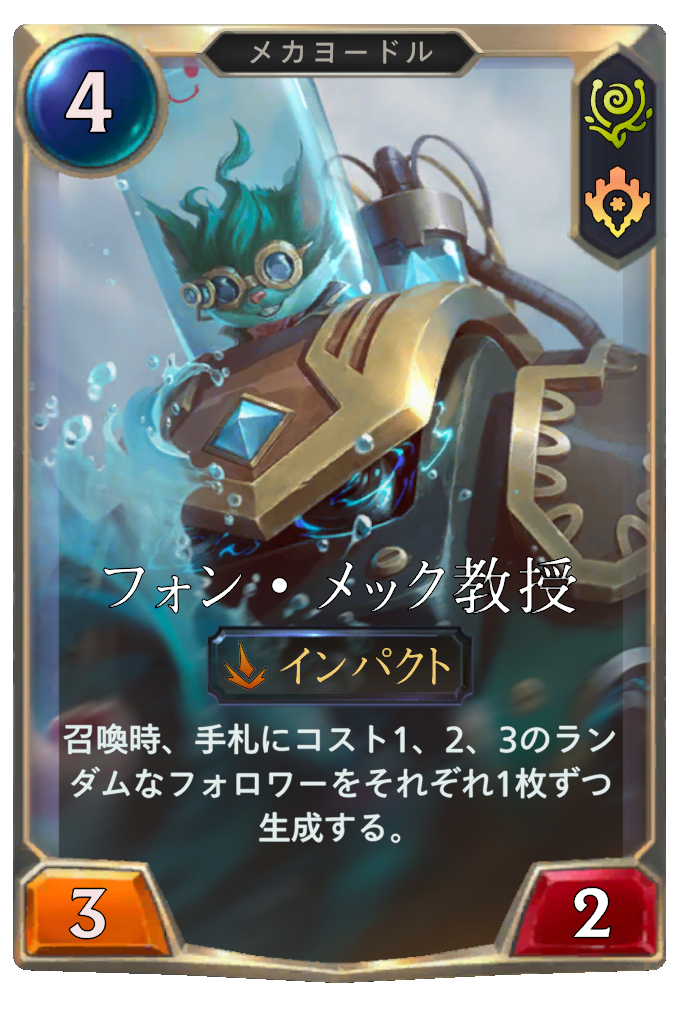 メカヨードル
4
フォン・メック教授
インパクト
召喚時、手札にコスト1、2、3のラン
ダムなフォロワーをそれぞれ1枚ずつ
生成する。
3
2